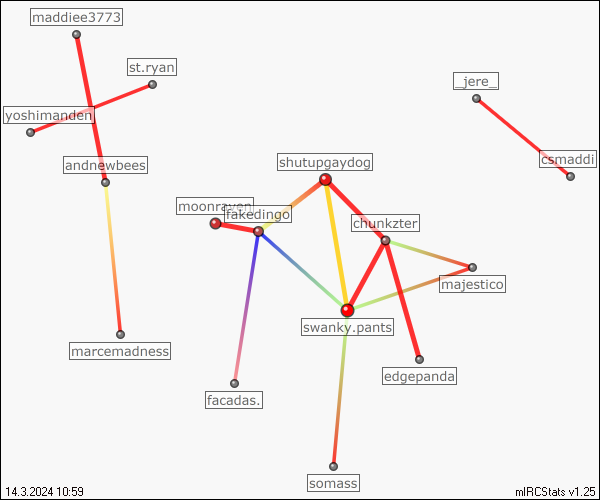 maddiee3773
st.ryan
_jere_
yoshimanden
csmaddi
andnewbees
shutupgaydog
moonraven
fakedingo
chunkzter
majestico
swanky.pants
marcemadness
edgepanda
facadas.
somass
14.3.2024 10:59
mIRCStats v1.25